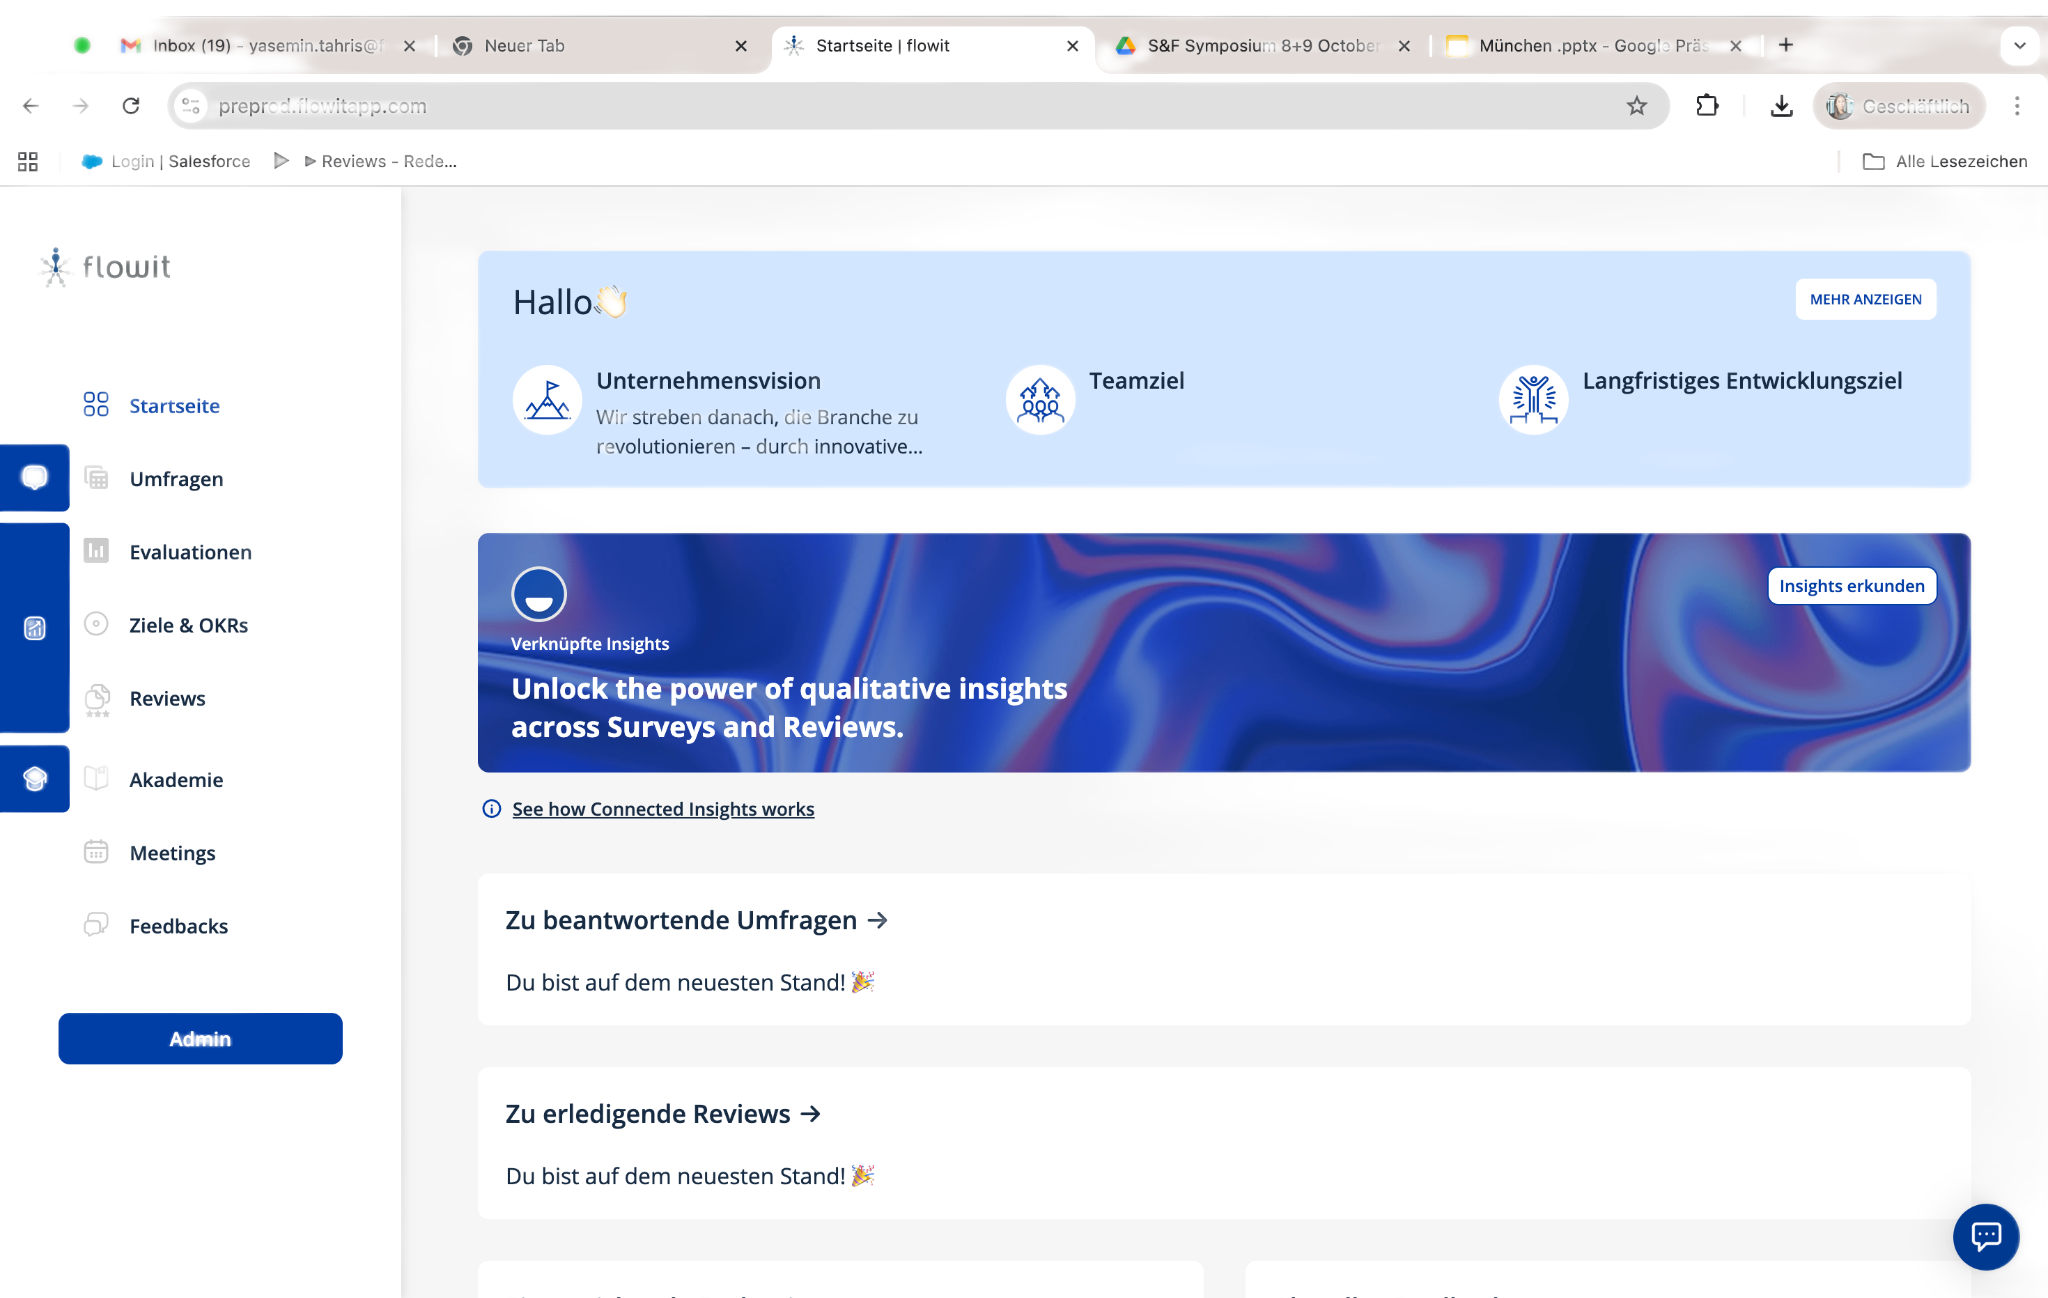 Inbox (19) - yasemin.tahris@f
Neuer Tab
Startseite | flowit
S&F Symposium 8+9 October
München .pptx - Google Präs
preprod.flowitapp.com
Geschäftlich
Login | Salesforce
Reviews - Rede...
Alle Lesezeichen
flowit
Startseite
Umfragen
Evaluationen
Ziele & OKRs
Reviews
Akademie
Meetings
Feedbacks
Admin
Hallo👋
MEHR ANZEIGEN
Unternehmensvision
Wir streben danach, die Branche zu
revolutionieren – durch innovative...
Teamziel
Langfristiges Entwicklungsziel
Insights erkunden
Verknüpfte Insights
Unlock the power of qualitative insights
across Surveys and Reviews.
See how Connected Insights works
Zu beantwortende Umfragen →
Du bist auf dem neuesten Stand! 🎉
Zu erledigende Reviews →
Du bist auf dem neuesten Stand! 🎉